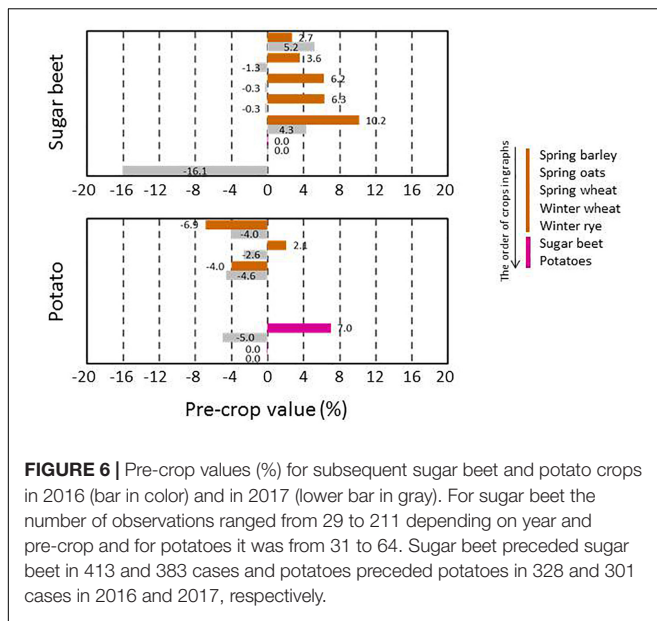 Sugar beet
2.7
5.2
3.6
-1.3
6.2
-0.3
6.3
-0.3
10.2
4.3
0.0
0.0
-16.1
-20 -16 -12 -8 -4 0 4 8 12 16 20
Potato
-6.9
-4.0
2.1
-2.6
-4.0
-4.6
7.0
-5.0
0.0
0.0
-20 -16 -12 -8 -4 0 4 8 12 16 20
Pre-crop value (%)
The order of crops ingraphs
Spring barley
Spring oats
Spring wheat
Winter wheat
Winter rye
Sugar beet
Potatoes
FIGURE 6 | Pre-crop values (%) for subsequent sugar beet and potato crops
in 2016 (bar in color) and in 2017 (lower bar in gray). For sugar beet the
number of observations ranged from 29 to 211 depending on year and
pre-crop and for potatoes it was from 31 to 64. Sugar beet preceded sugar
beet in 413 and 383 cases and potatoes preceded potatoes in 328 and 301
cases in 2016 and 2017, respectively.